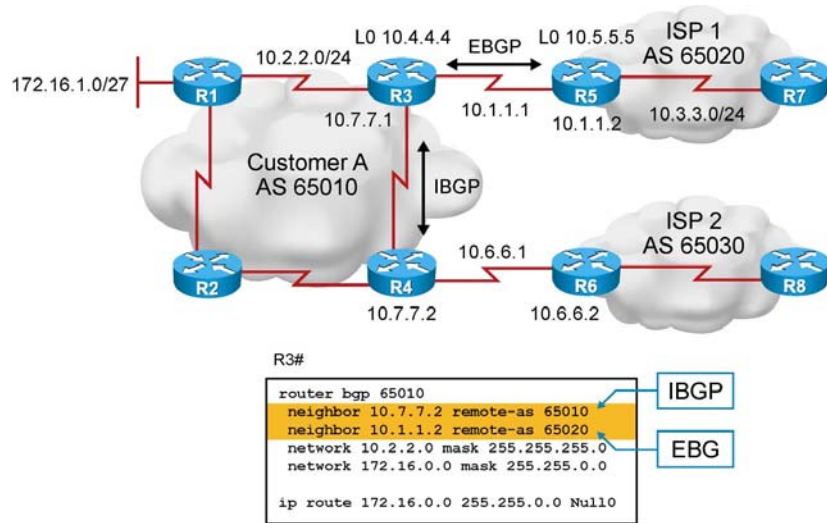 ISP 1
AS 65020
L0 10.4.4.4
EBGP
L0 10.5.5.5
10.2.2.0/24
172.16.1.0/27
R1
R3
R5
R7
10.1.1.1
10.3.3.0/24
10.7.7.1
10.1.1.2
Customer A
AS 65010
IBGP
ISP 2
AS 65030
10.6.6.1
R2
R4
R6
R8
10.7.7.2
10.6.6.2
R3#
router bgp 65010
neighbor 10.7.7.2 remote-as 65010
neighbor 10.1.1.2 remote-as 65020
network 10.2.2.0 mask 255.255.255.0
network 172.16.0.0 mask 255.255.0.0
ip route 172.16.0.0 255.255.0.0 Null0
IBGP
EBG